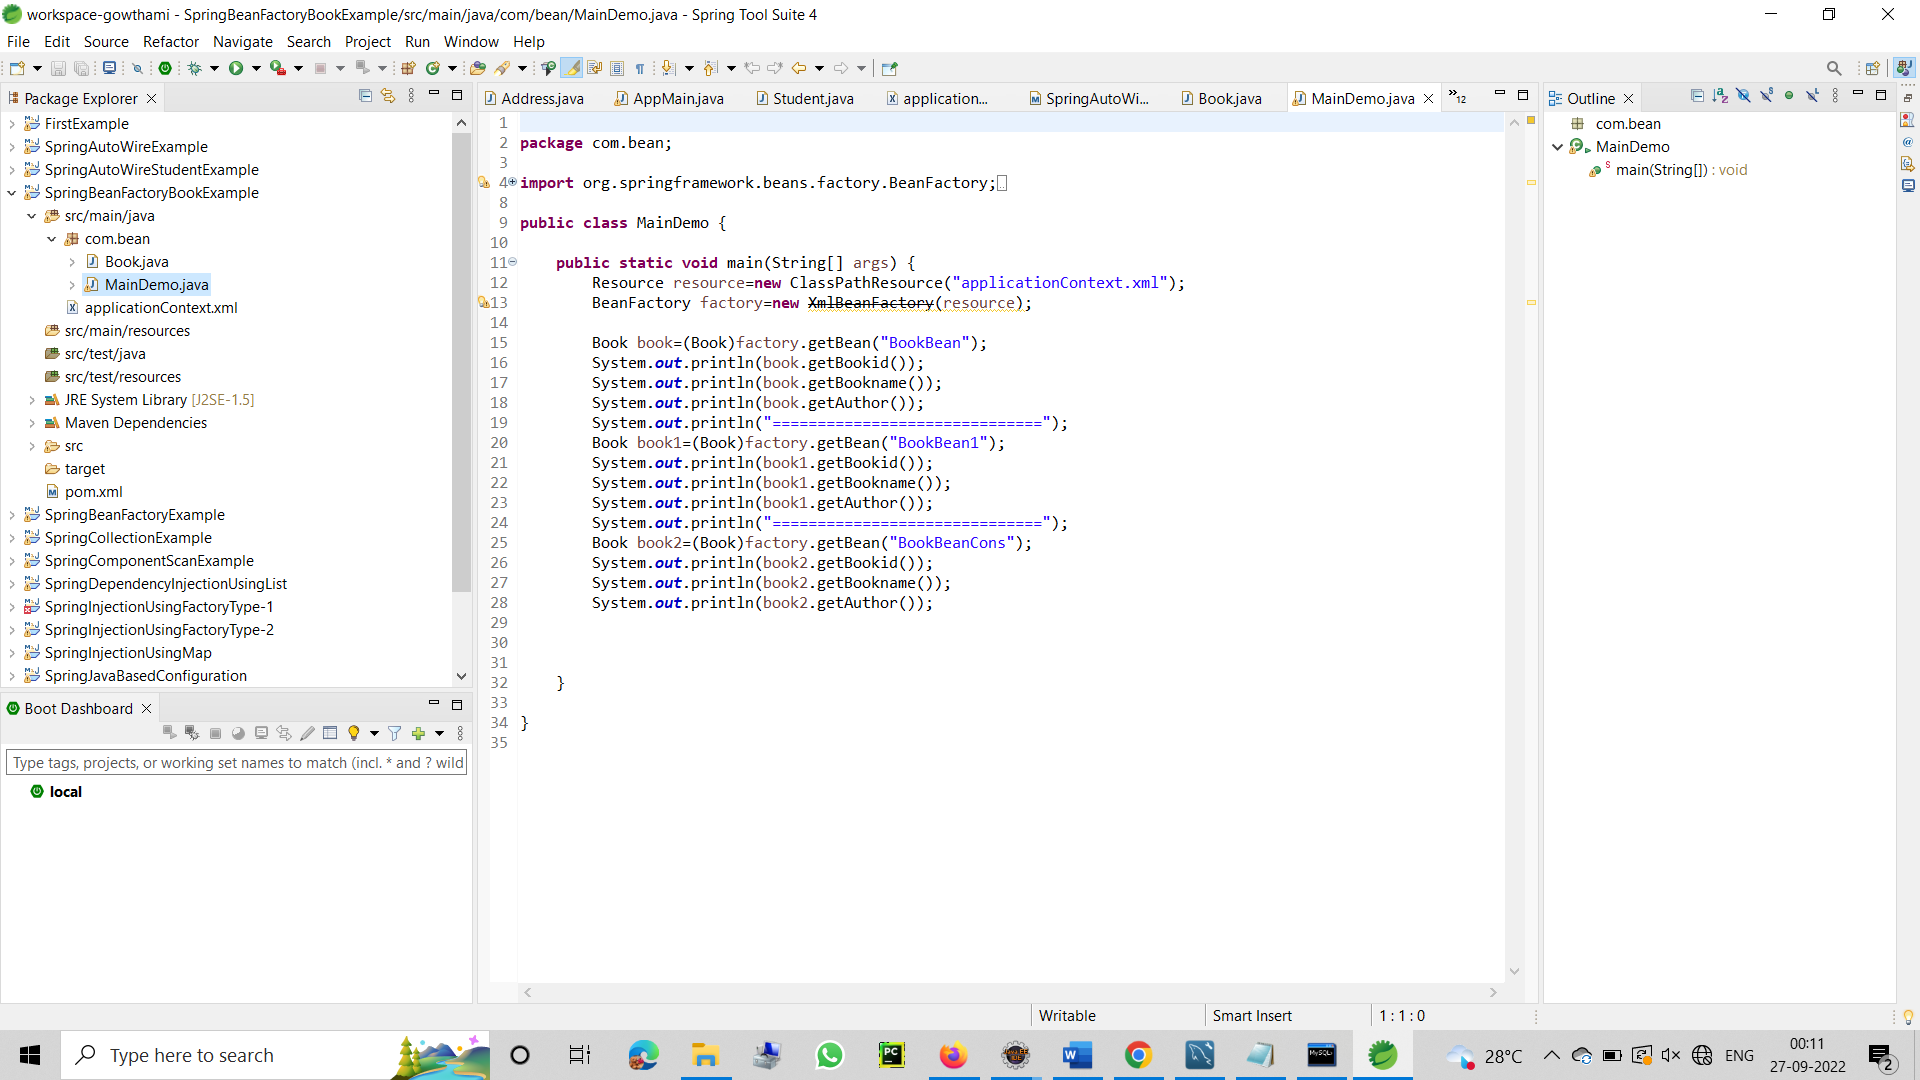 workspace-gowthami - SpringBeanFactoryBookExample/src/main/java/com/bean/MainDemo.java - Spring Tool Suite 4
File Edit Source Refactor Navigate Search Project Run Window Help
Package Explorer
FirstExample
SpringAutoWireExample
SpringAutoWireStudentExample
SpringBeanFactoryBookExample
src/main/java
com.bean
Book.java
MainDemo.java
applicationContext.xml
src/main/resources
src/test/java
src/test/resources
JRE System Library [J2SE-1.5]
Maven Dependencies
src
target
pom.xml
SpringBeanFactoryExample
SpringCollectionExample
SpringComponentScanExample
SpringDependencyInjectionUsingList
SpringInjectionUsingFactoryType-1
SpringInjectionUsingFactoryType-2
SpringInjectionUsingMap
SpringJavaBasedConfiguration
Boot Dashboard
Type tags, projects, or working set names to match (incl. * and ? wild
local
Address.java AppMain.java Student.java application... SpringAutoWi... Book.java MainDemo.java »12
1
2 package com.bean;
3
4 import org.springframework.beans.factory.BeanFactory;
8
9 public class MainDemo {
10
11 public static void main(String[] args) {
12 Resource resource=new ClassPathResource("applicationContext.xml");
13 BeanFactory factory=new XmlBeanFactory(resource);
14
15 Book book=(Book)factory.getBean("BookBean");
16 System.out.println(book.getBookid());
17 System.out.println(book.getBookname());
18 System.out.println(book.getAuthor());
19 System.out.println("==============================");
20 Book book1=(Book)factory.getBean("BookBean1");
21 System.out.println(book1.getBookid());
22 System.out.println(book1.getBookname());
23 System.out.println(book1.getAuthor());
24 System.out.println("==============================");
25 Book book2=(Book)factory.getBean("BookBeanCons");
26 System.out.println(book2.getBookid());
27 System.out.println(book2.getBookname());
28 System.out.println(book2.getAuthor());
29
30
31
32 }
33
34 }
35
Outline
com.bean
MainDemo
main(String[]) : void
Writable Smart Insert 1 : 1 : 0
Type here to search
28°C ENG
00:11
27-09-2022
2